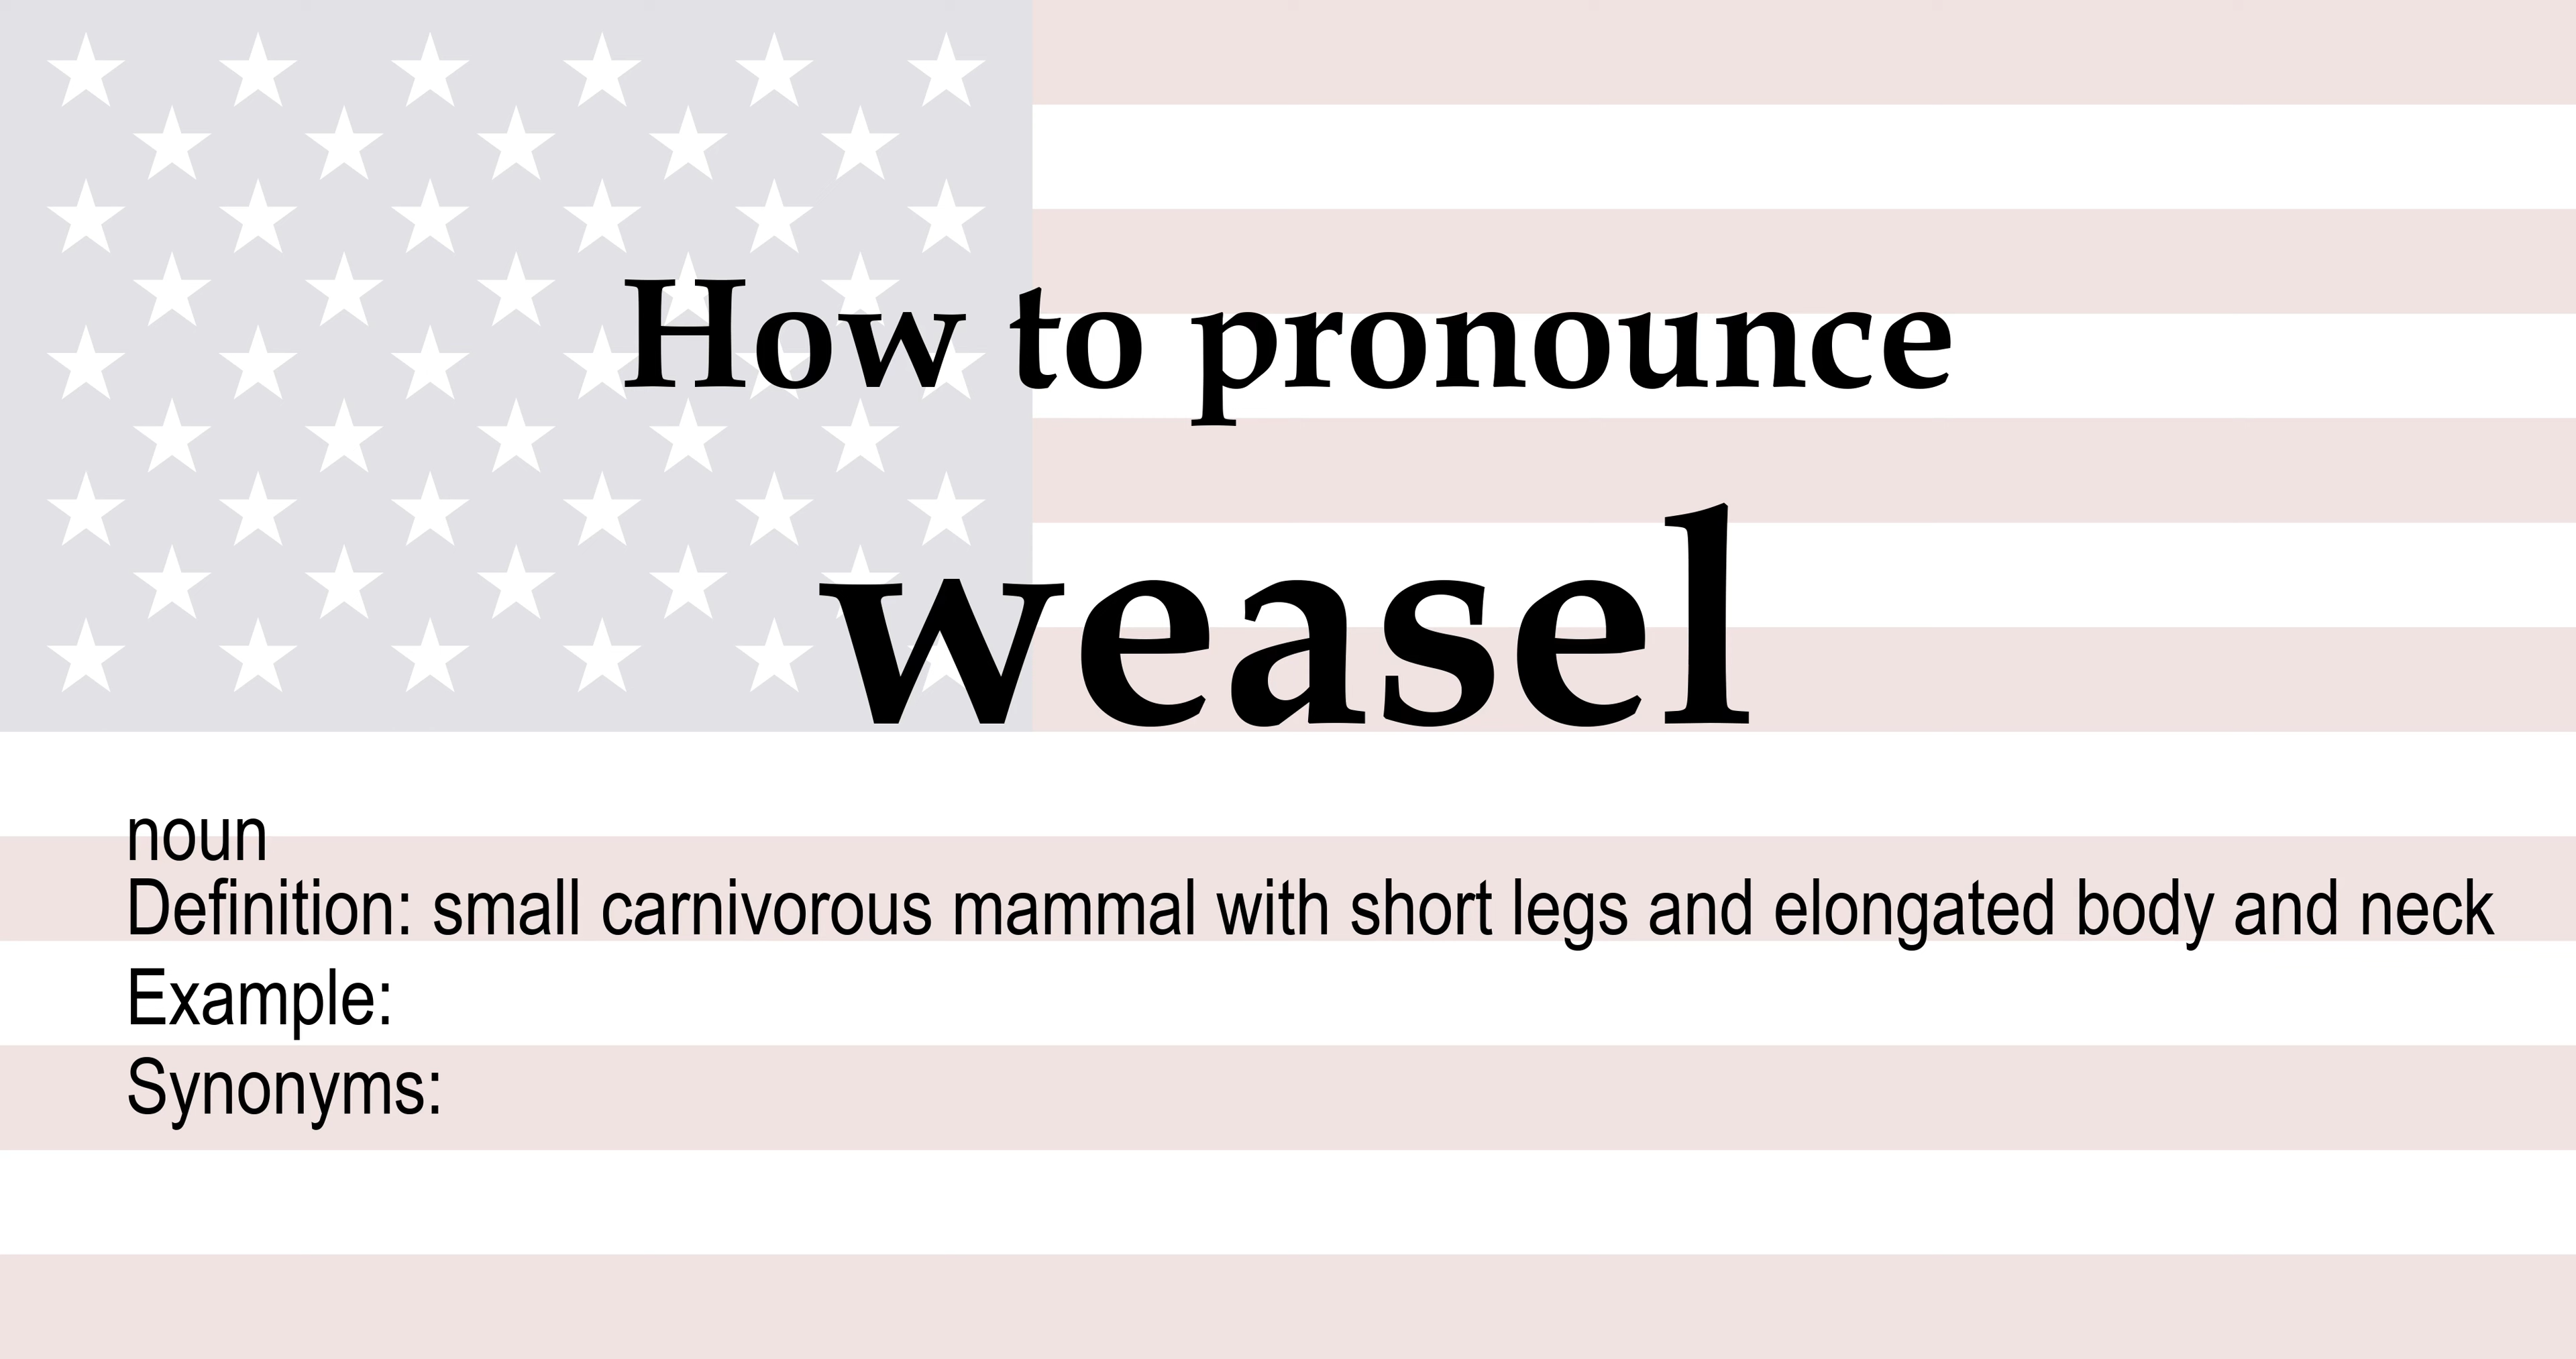 How to pronounce
weasel
noun
Definition: small carnivorous mammal with short legs and elongated body and neck
Example:
Synonyms: